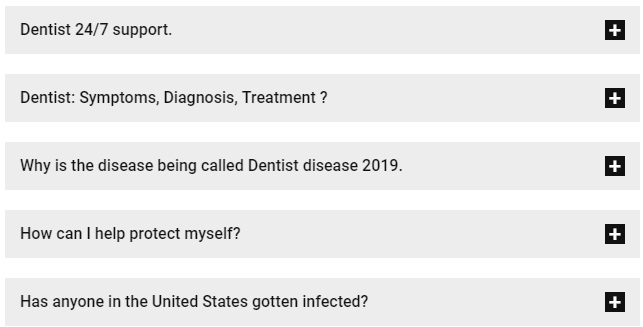 Dentist 24/7 support.
Dentist: Symptoms, Diagnosis, Treatment ?
Why is the disease being called Dentist disease 2019.
How can I help protect myself?
Has anyone in the United States gotten infected?